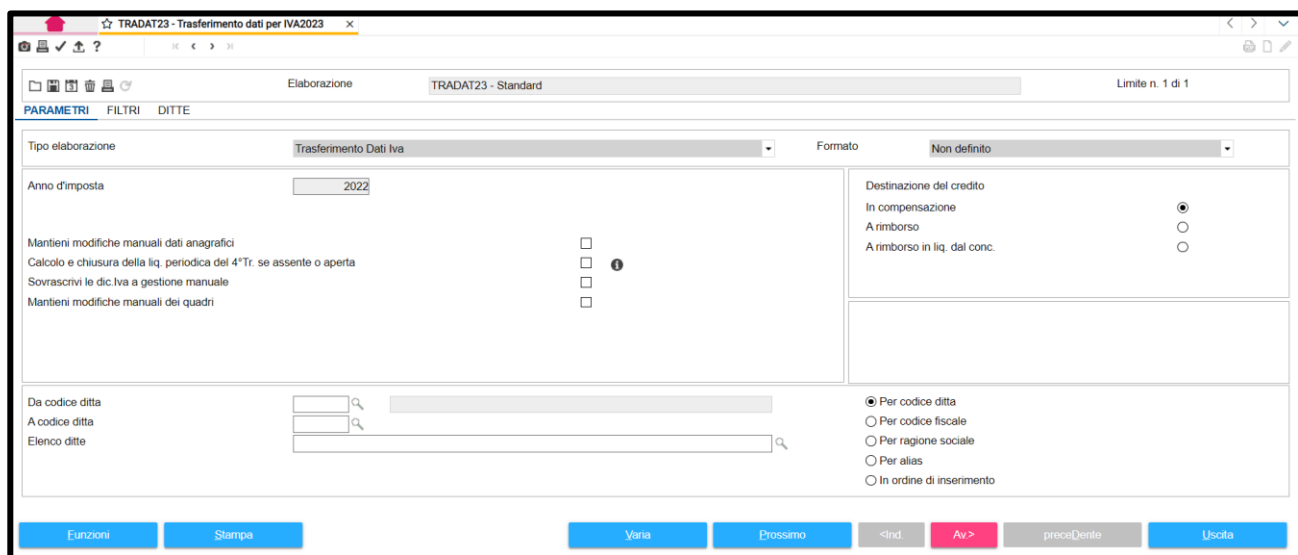 TRADAT23 - Trasferimento dati per IVA2023
Elaborazione TRADAT23 - Standard Limite n. 1 di 1
PARAMETRI FILTRI DITTE
Tipo elaborazione Trasferimento Dati Iva Formato Non definito
Anno d'imposta 2022 Destinazione del credito
In compensazione
A rimborso
Mantieni modifiche manuali dati anagrafici A rimborso in liq. dal conc.
Calcolo e chiusura della liq. periodica del 4°Tr. se assente o aperta
Sovrascrivi le dic.Iva a gestione manuale
Mantieni modifiche manuali dei quadri
Da codice ditta Per codice ditta
A codice ditta Per codice fiscale
Elenco ditte Per ragione sociale
Per alias
In ordine di inserimento
Funzioni Stampa Varia Prossimo <Ind. Av.> preceDente Uscita